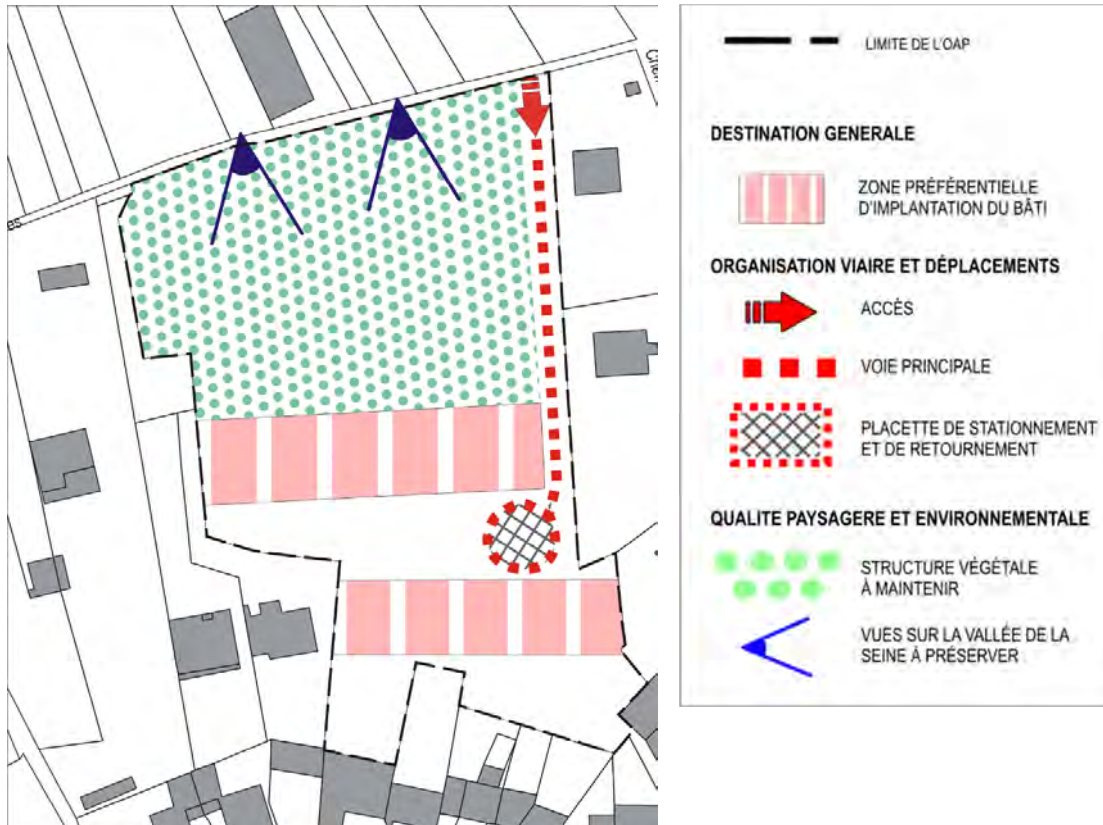 LIMITE DE L'OAP
DESTINATION GENERALE
ZONE PRÉFÉRENTIELLE
D'IMPLANTATION DU BÂTI
ORGANISATION VIAIRE ET DÉPLACEMENTS
ACCÈS
VOIE PRINCIPALE
PLACETTE DE STATIONNEMENT
ET DE RETOURNEMENT
QUALITE PAYSAGERE ET ENVIRONNEMENTALE
STRUCTURE VÉGÉTALE
À MAINTENIR
VUES SUR LA VALLÉE DE LA
SEINE À PRÉSERVER